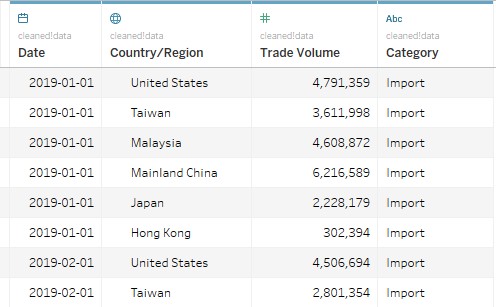 # Abc
cleaned!data cleaned!data cleaned!data cleaned!data
Date Country/Region Trade Volume Category
2019-01-01 United States 4,791,359 Import
2019-01-01 Taiwan 3,611,998 Import
2019-01-01 Malaysia 4,608,872 Import
2019-01-01 Mainland China 6,216,589 Import
2019-01-01 Japan 2,228,179 Import
2019-01-01 Hong Kong 302,394 Import
2019-02-01 United States 4,506,694 Import
2019-02-01 Taiwan 2,801,354 Import